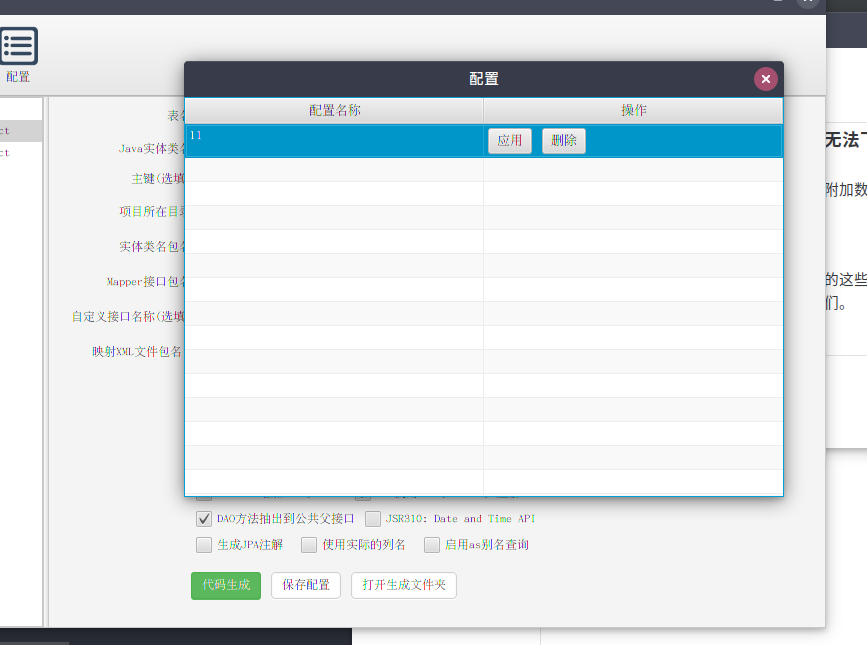 配置
配置
配置名称 操作
ll 应用 删除
ct
ct
表
Java实体类
主键(选填
项目所在目
实体类名包
Mapper接口包
自定义接口名称(选填
映射XML文件包名
DAO方法抽出到公共父接口 JSR310: Date and Time API
生成JPA注解 使用实际的列名 启用as别名查询
代码生成 保存配置 打开生成文件夹
无法
附加数
的这些
们。